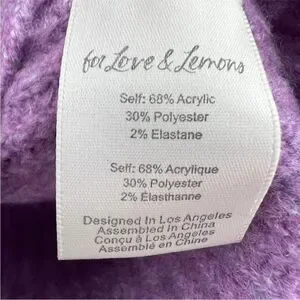 for Love & Lemons
Self: 68% Acrylic
30% Polyester
2% Elastane
Self: 68% Acrylique
30% Polyester
2% Élasthanne
Designed In Los Angeles
Assembled In China
Conçu à Los Angeles
Assemblé en Chine